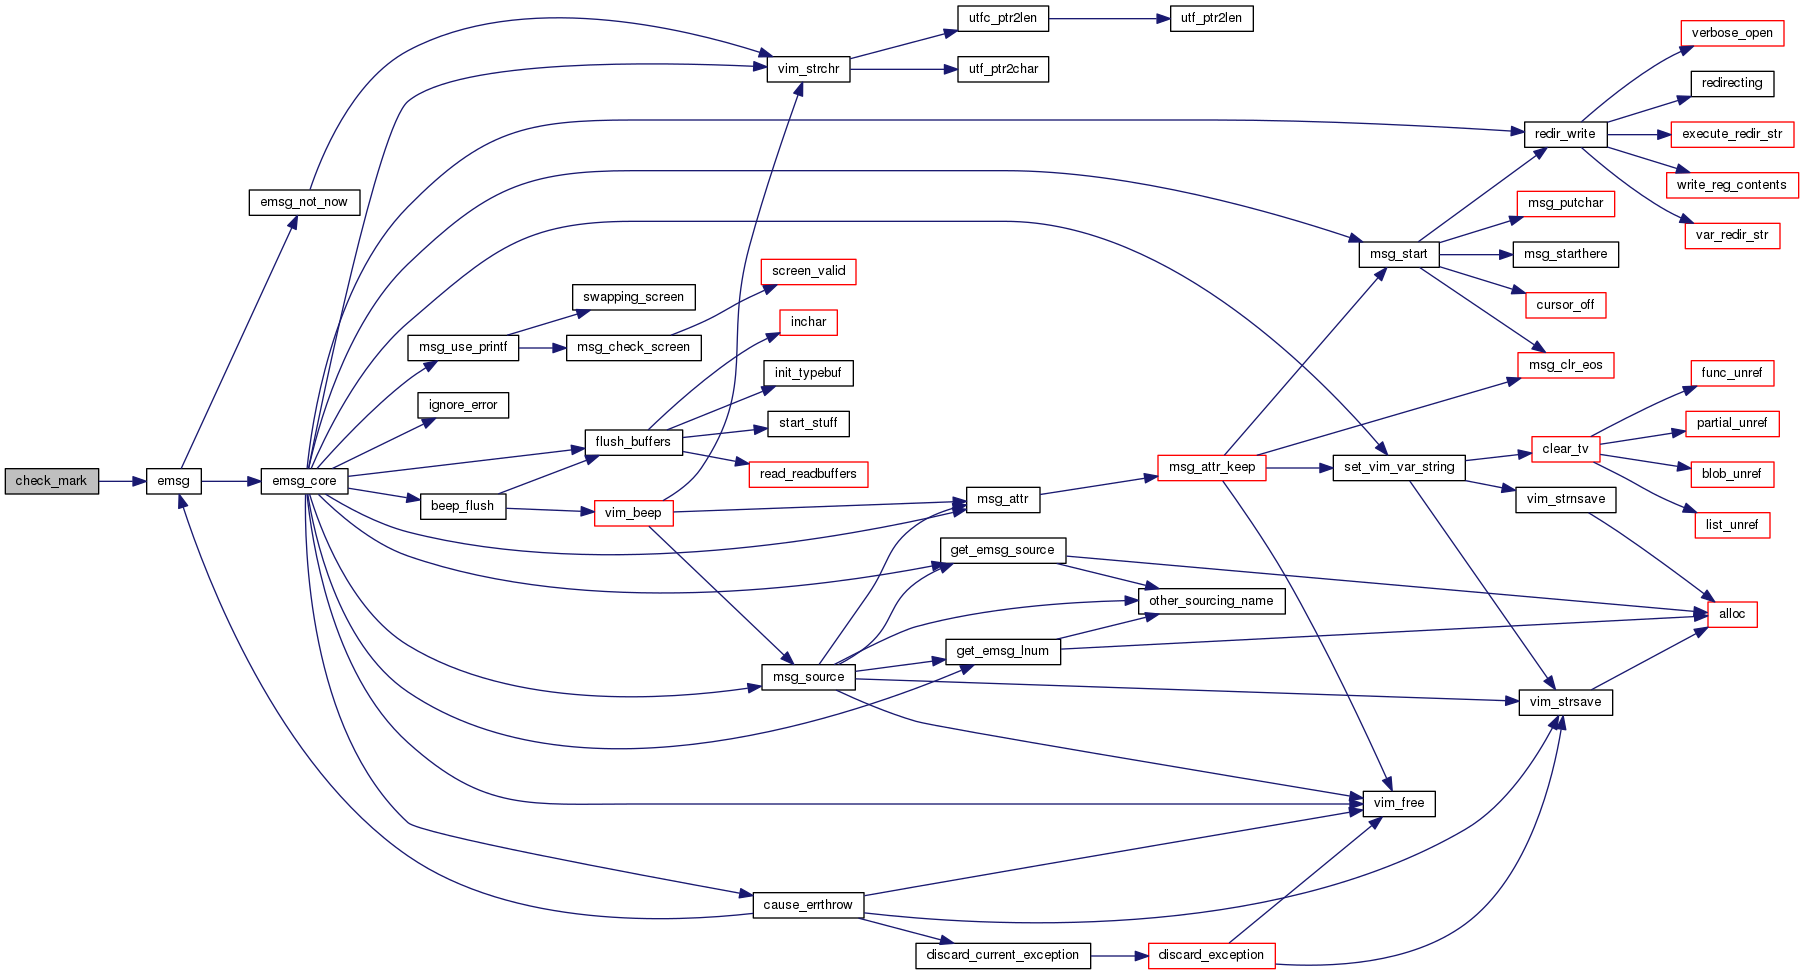 check_mark
emsg
emsg_not_now
emsg_core
msg_use_printf
ignore_error
beep_flush
swapping_screen
msg_check_screen
flush_buffers
vim_beep
vim_strchr
screen_valid
inchar
init_typebuf
start_stuff
read_readbuffers
msg_source
cause_errthrow
utfc_ptr2len
utf_ptr2char
msg_attr
get_emsg_source
get_emsg_lnum
discard_current_exception
utf_ptr2len
msg_attr_keep
other_sourcing_name
discard_exception
msg_start
set_vim_var_string
vim_free
redir_write
msg_putchar
msg_starthere
cursor_off
msg_clr_eos
clear_tv
vim_strnsave
vim_strsave
verbose_open
redirecting
execute_redir_str
write_reg_contents
var_redir_str
func_unref
partial_unref
blob_unref
list_unref
alloc